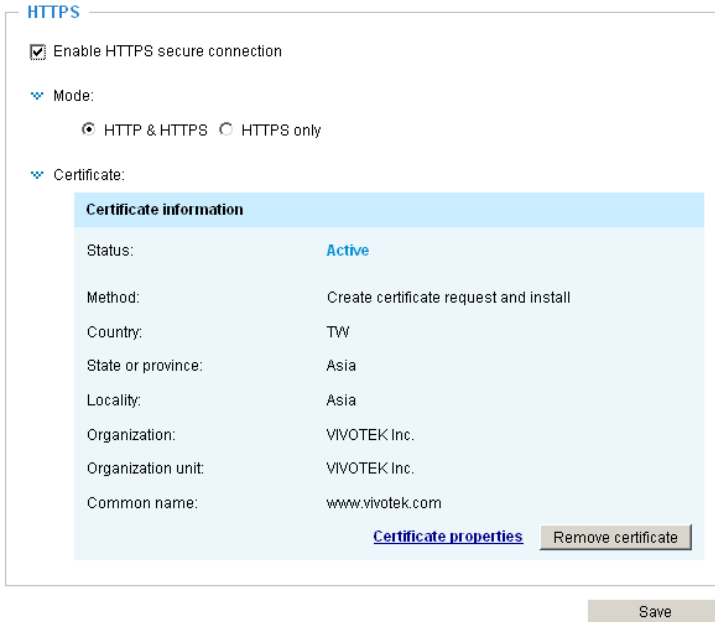 HTTPS
Enable HTTPS secure connection
Mode:
HTTP & HTTPS HTTPS only
Certificate:
Certificate information
Status: Active
Method: Create certificate request and install
Country: TW
State or province: Asia
Locality: Asia
Organization: VIVOTEK Inc.
Organization unit: VIVOTEK Inc.
Common name: www.vivotek.com
Certificate properties Remove certificate
Save